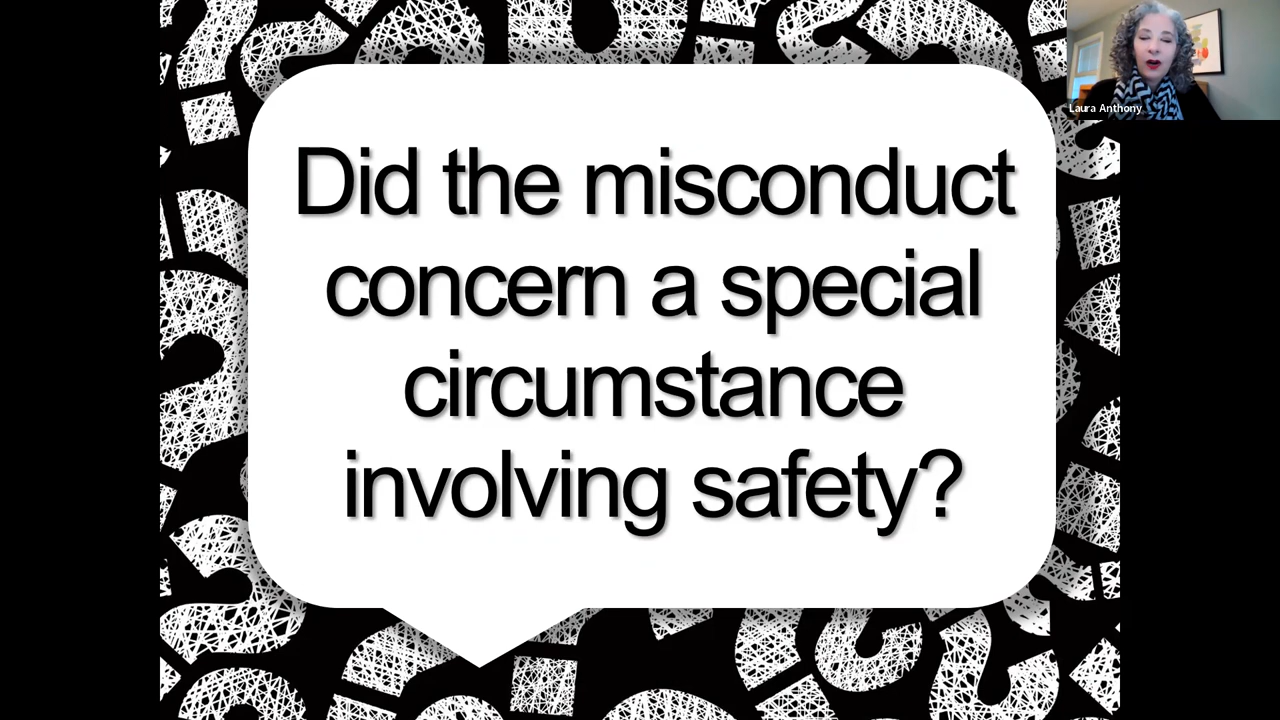 Laura Anthony
Did the misconduct
concern a special
circumstance
involving safety?